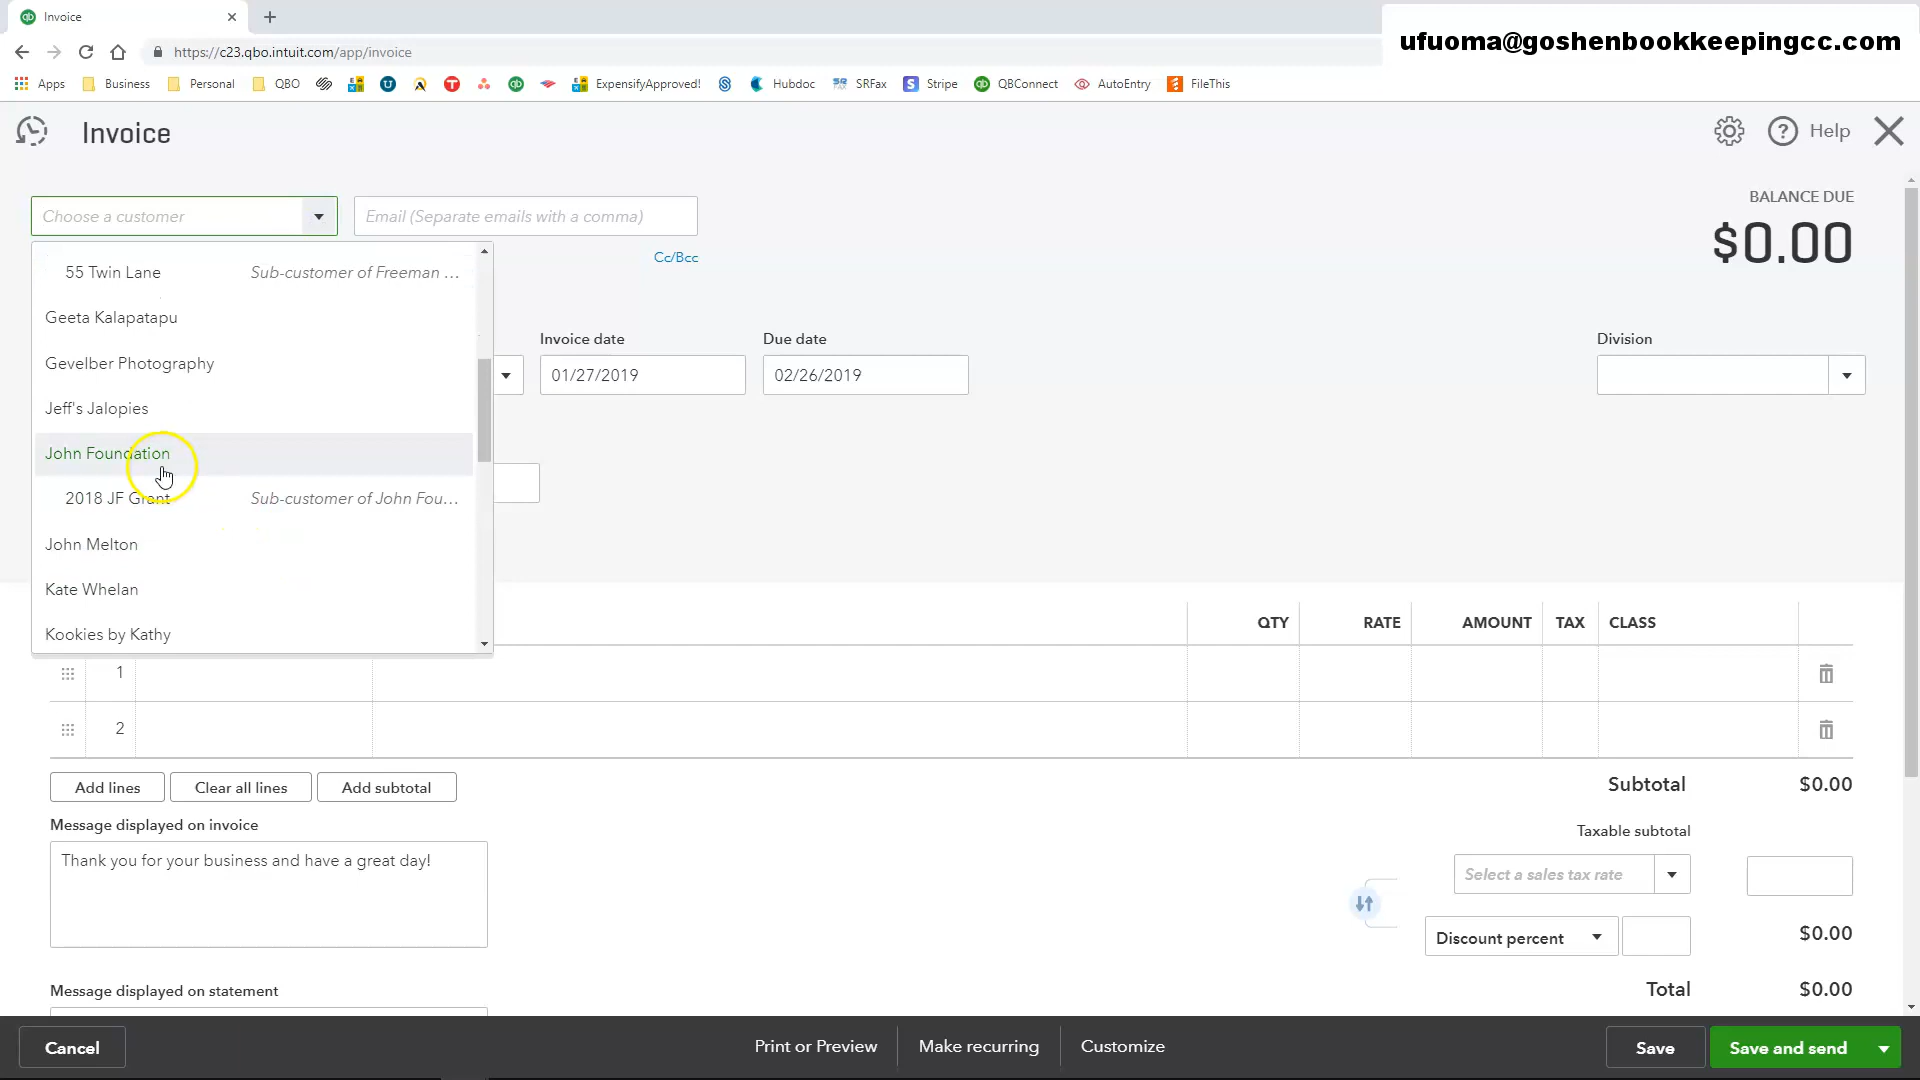 Invoice
ufuoma@goshenbookkeepingcc.com
https://c23.qbo.intuit.com/app/invoice
Apps Business Personal QBO ExpensifyApproved! Hubdoc SRFax Stripe QBConnect AutoEntry FileThis
Invoice
Help
BALANCE DUE
$0.00
Choose a customer
Email (Separate emails with a comma)
Cc/Bcc
55 Twin Lane Sub-customer of Freeman ...
Geeta Kalapatapu
Gevelber Photography
Jeff's Jalopies
John Foundation
2018 JF Grant Sub-customer of John Fou...
John Melton
Kate Whelan
Kookies by Kathy
Invoice date
01/27/2019
Due date
02/26/2019
Division
QTY RATE AMOUNT TAX CLASS
1
2
Add lines Clear all lines Add subtotal
Subtotal $0.00
Message displayed on invoice
Thank you for your business and have a great day!
Taxable subtotal
Select a sales tax rate
Discount percent $0.00
Message displayed on statement
Total $0.00
Cancel Print or Preview Make recurring Customize Save Save and send